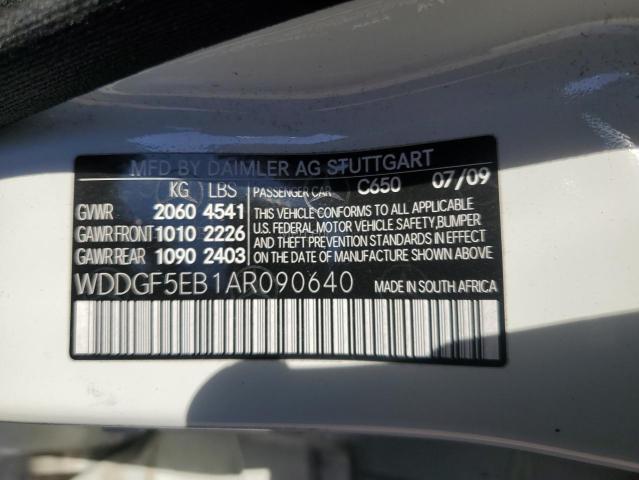 MFD BY DAIMLER AG STUTTGART
KG LBS PASSENGER CAR C650 07/09
GVWR 2060 4541
GAWR FRONT 1010 2226
GAWR REAR 1090 2403
THIS VEHICLE CONFORMS TO ALL APPLICABLE
U.S. FEDERAL MOTOR VEHICLE SAFETY, BUMPER
AND THEFT PREVENTION STANDARDS IN EFFECT
ON THE DATE OF MANUFACTURE SHOWN ABOVE
WDDGF5EB1AR090640 MADE IN SOUTH AFRICA